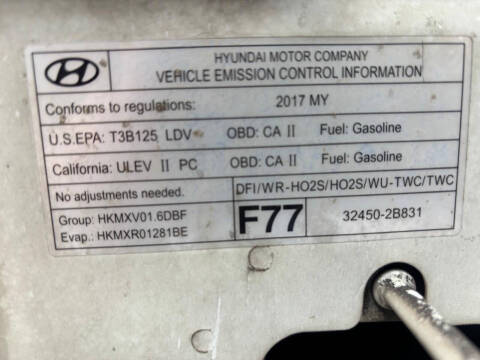 HYUNDAI MOTOR COMPANY
VEHICLE EMISSION CONTROL INFORMATION
Conforms to regulations: 2017 MY
U.S.EPA: T3B125 LDV OBD: CA II Fuel: Gasoline
California: ULEV II PC OBD: CA II Fuel: Gasoline
No adjustments needed. DFI/WR-HO2S/HO2S/WU-TWC/TWC
Group: HKMXV01.6DBF
Evap.: HKMXR01281BE
F77 32450-2B831